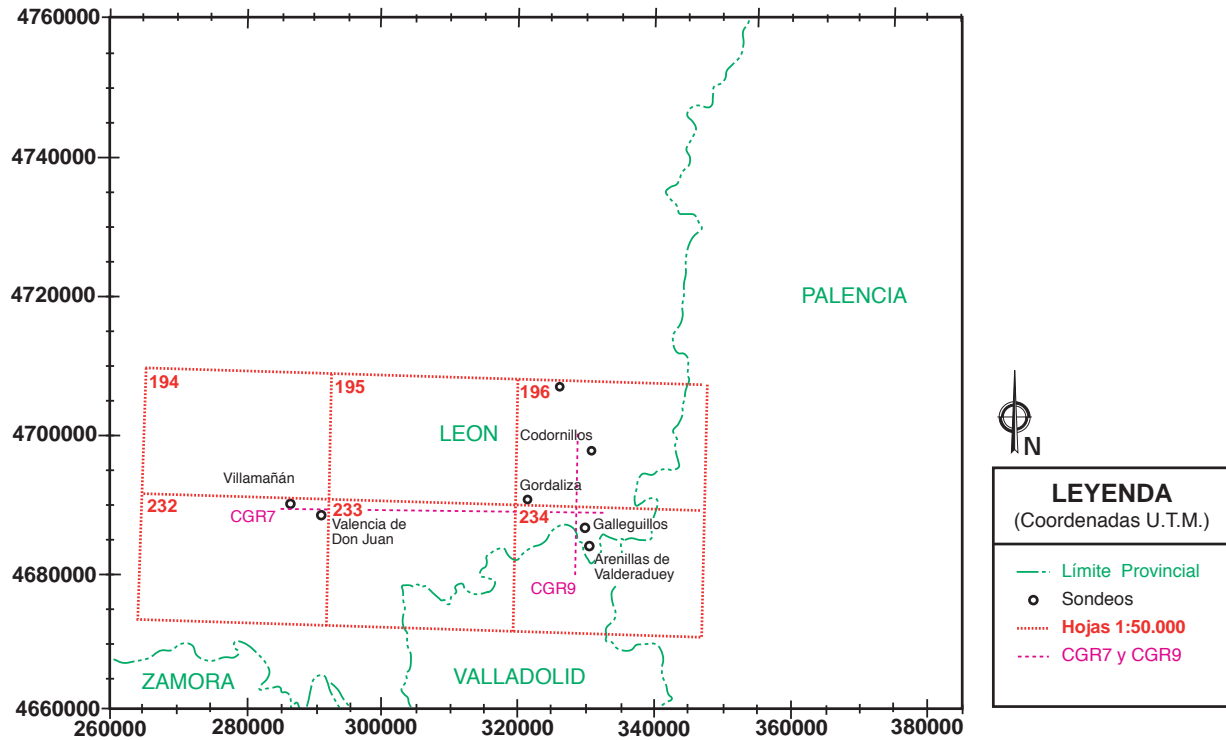 4760000
4740000
4720000
PALENCIA
194
195
196
4700000
LEON
Codornillos
Villamañán
Gordaliza
232
CGR7
233
Valencia de
Don Juan
234
Galleguillos
Arenillas de
Valderaduey
CGR9
4680000
ZAMORA
VALLADOLID
4660000
260000
280000
300000
320000
340000
360000
380000
N
LEYENDA
(Coordenadas U.T.M.)
Límite Provincial
Sondeos
Hojas 1:50.000
CGR7 y CGR9